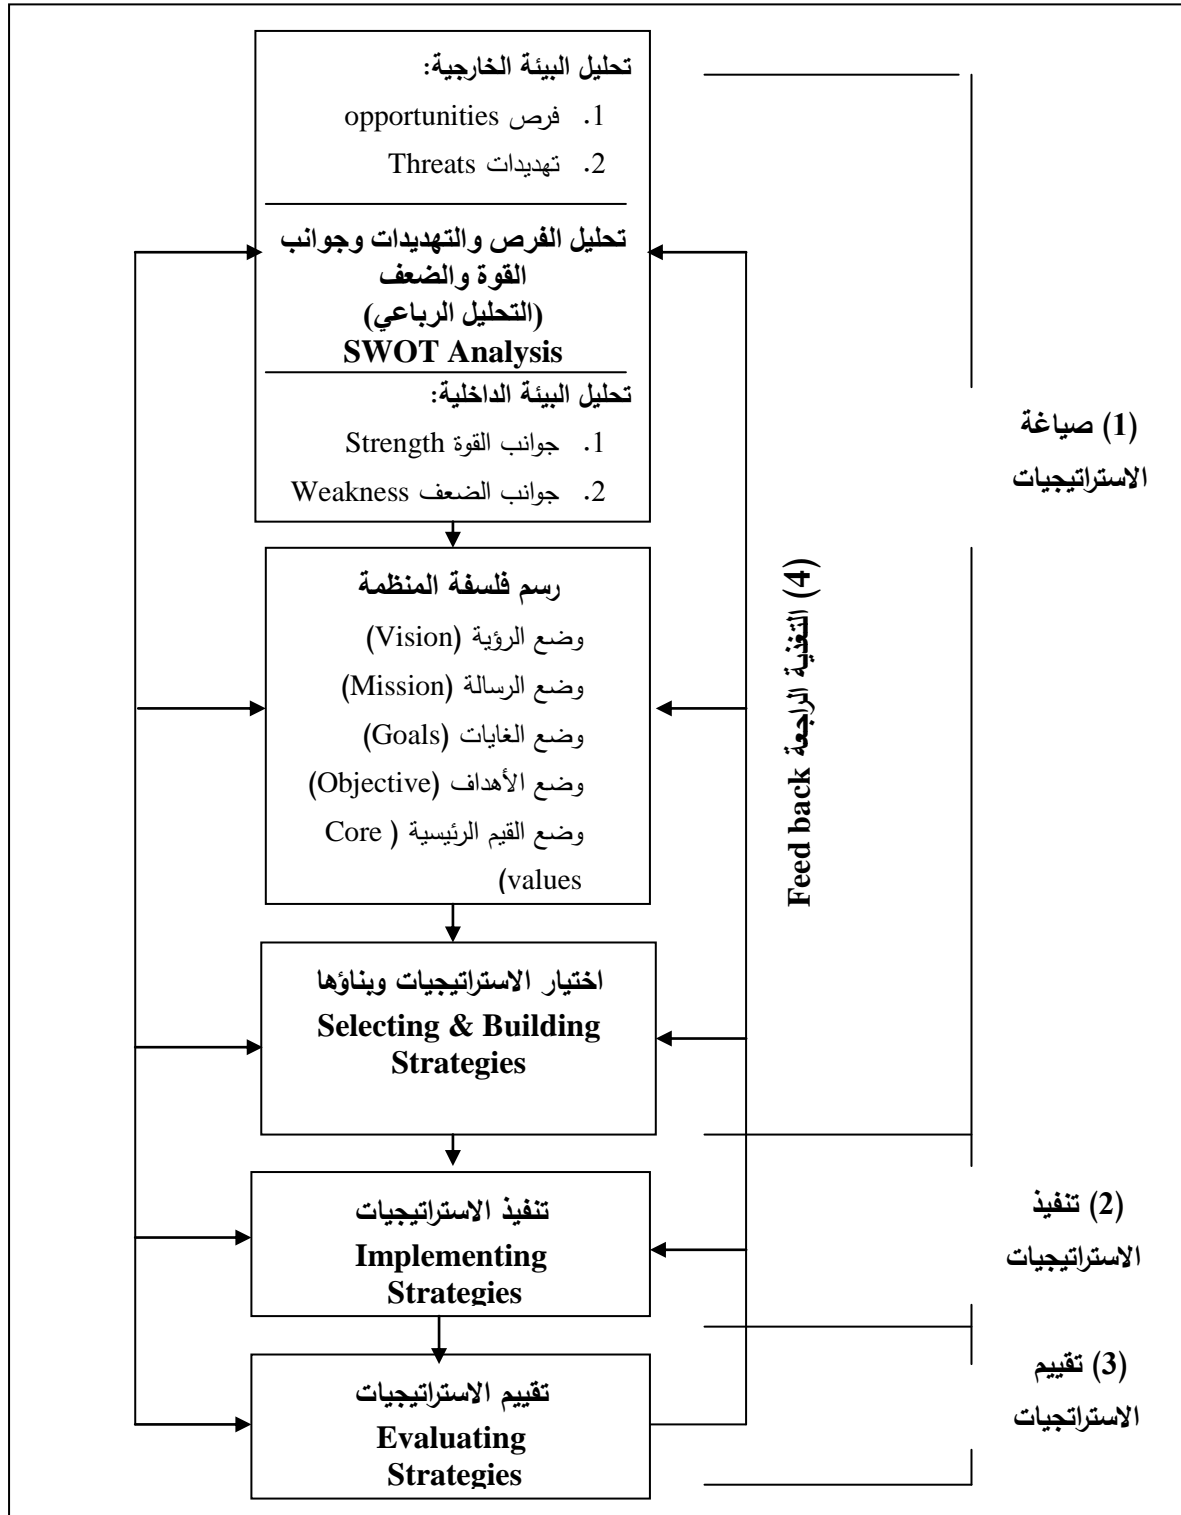 تحليل البيئة الخارجية:
1. فرص opportunities
2. تهديدات Threats
تحليل الفرص والتهديدات وجوانب
القوة والضعف
(التحليل الرباعي)
SWOT Analysis
تحليل البيئة الداخلية:
1. جوانب القوة Strength
2. جوانب الضعف Weakness
رسم فلسفة المنظمة
وضع الرؤية (Vision)
وضع الرسالة (Mission)
وضع الغايات (Goals)
وضع الأهداف (Objective)
وضع القيم الرئيسية ( Core
values)
اختيار الاستراتيجيات وبناؤها
Selecting & Building
Strategies
تنفيذ الاستراتيجيات
Implementing
Strategies
تقييم الاستراتيجيات
Evaluating
Strategies
(4) التغذية الراجعة Feed back
(1) صياغة
الاستراتيجيات
(2) تنفيذ
الاستراتيجيات
(3) تقييم
الاستراتجيات